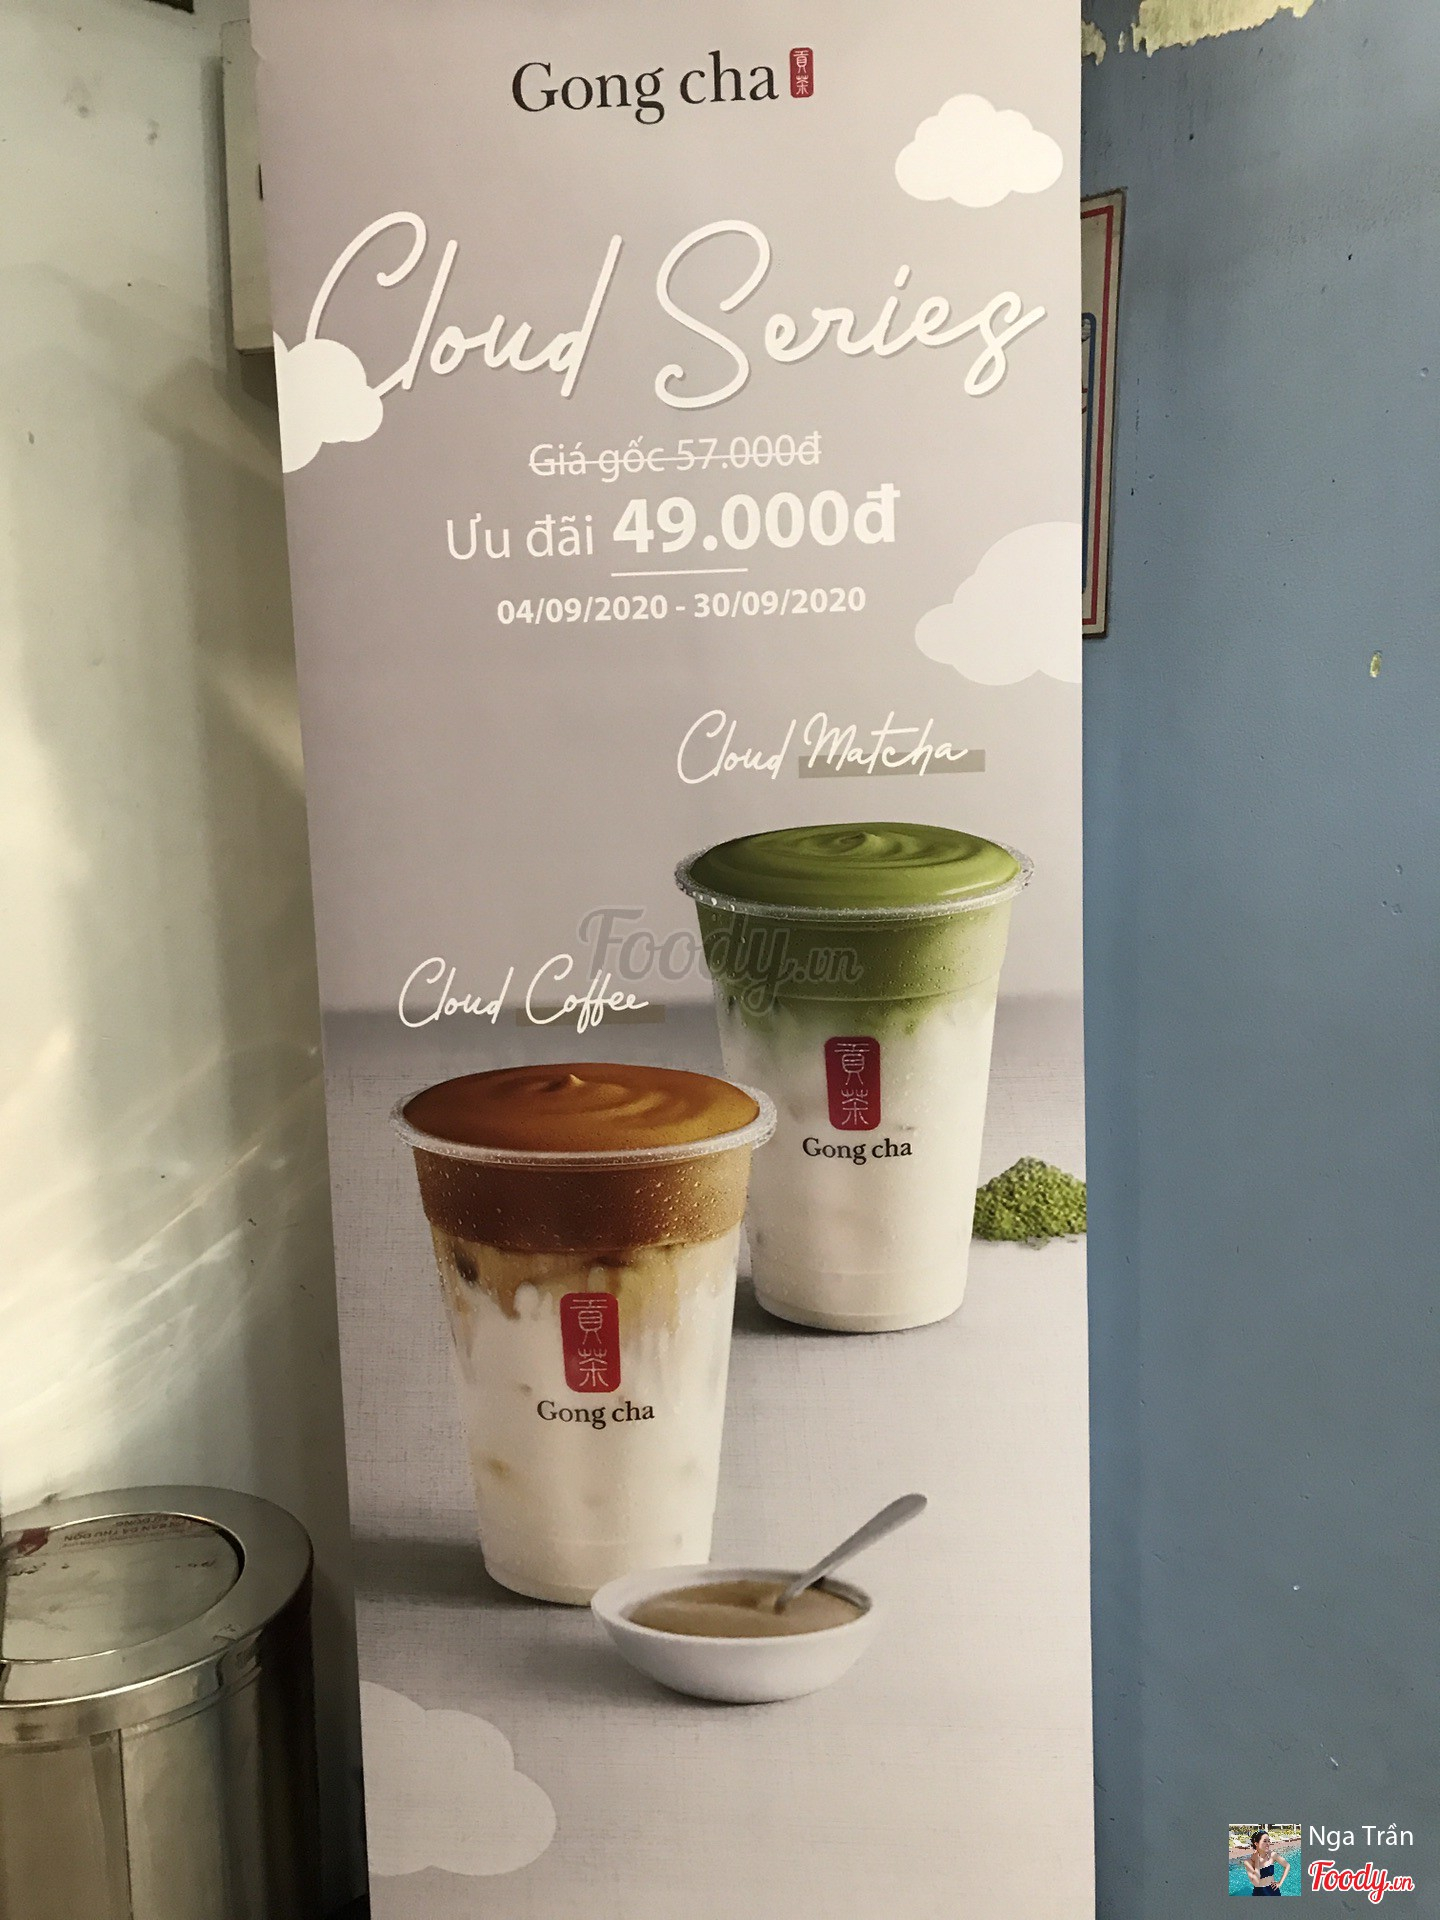 Gong cha 貢茶
Cloud Series
Giá gốc 57.000đ
Ưu đãi 49.000đ
04/09/2020 - 30/09/2020
Cloud Matcha
Foody.vn
Cloud Coffee
貢茶
Gong cha
貢茶
Gong cha
Nga Trần
Foody.vn